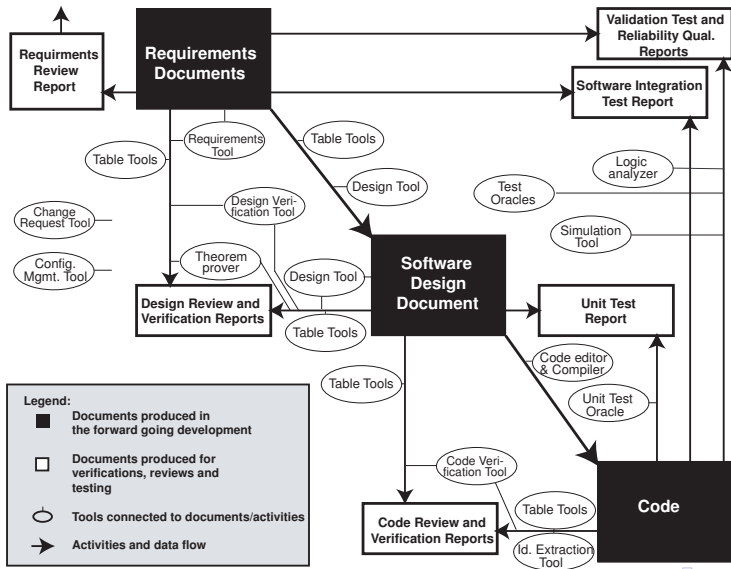 Requirements
Documents
Validation Test and
Reliability Qual.
Reports
Requirments
Review
Report
Software Integration
Test Report
Requirements
Tool
Table Tools
Table Tools
Logic
analyzer
Design Tool
Test
Oracles
Change
Request Tool
Design Veri-
fication Tool
Simulation
Tool
Config.
Mgmt. Tool
Theorem
prover
Design Tool
Software
Design
Document
Design Review and
Verification Reports
Table Tools
Unit Test
Report
Table Tools
Code editor
& Compiler
Unit Test
Oracle
Legend:
Documents produced in
the forward going development
Documents produced for
verifications, reviews and
testing
Tools connected to documents/activities
Activities and data flow
Code Veri-
fication Tool
Table Tools
Code
Code Review and
Verification Reports
Id. Extraction
Tool